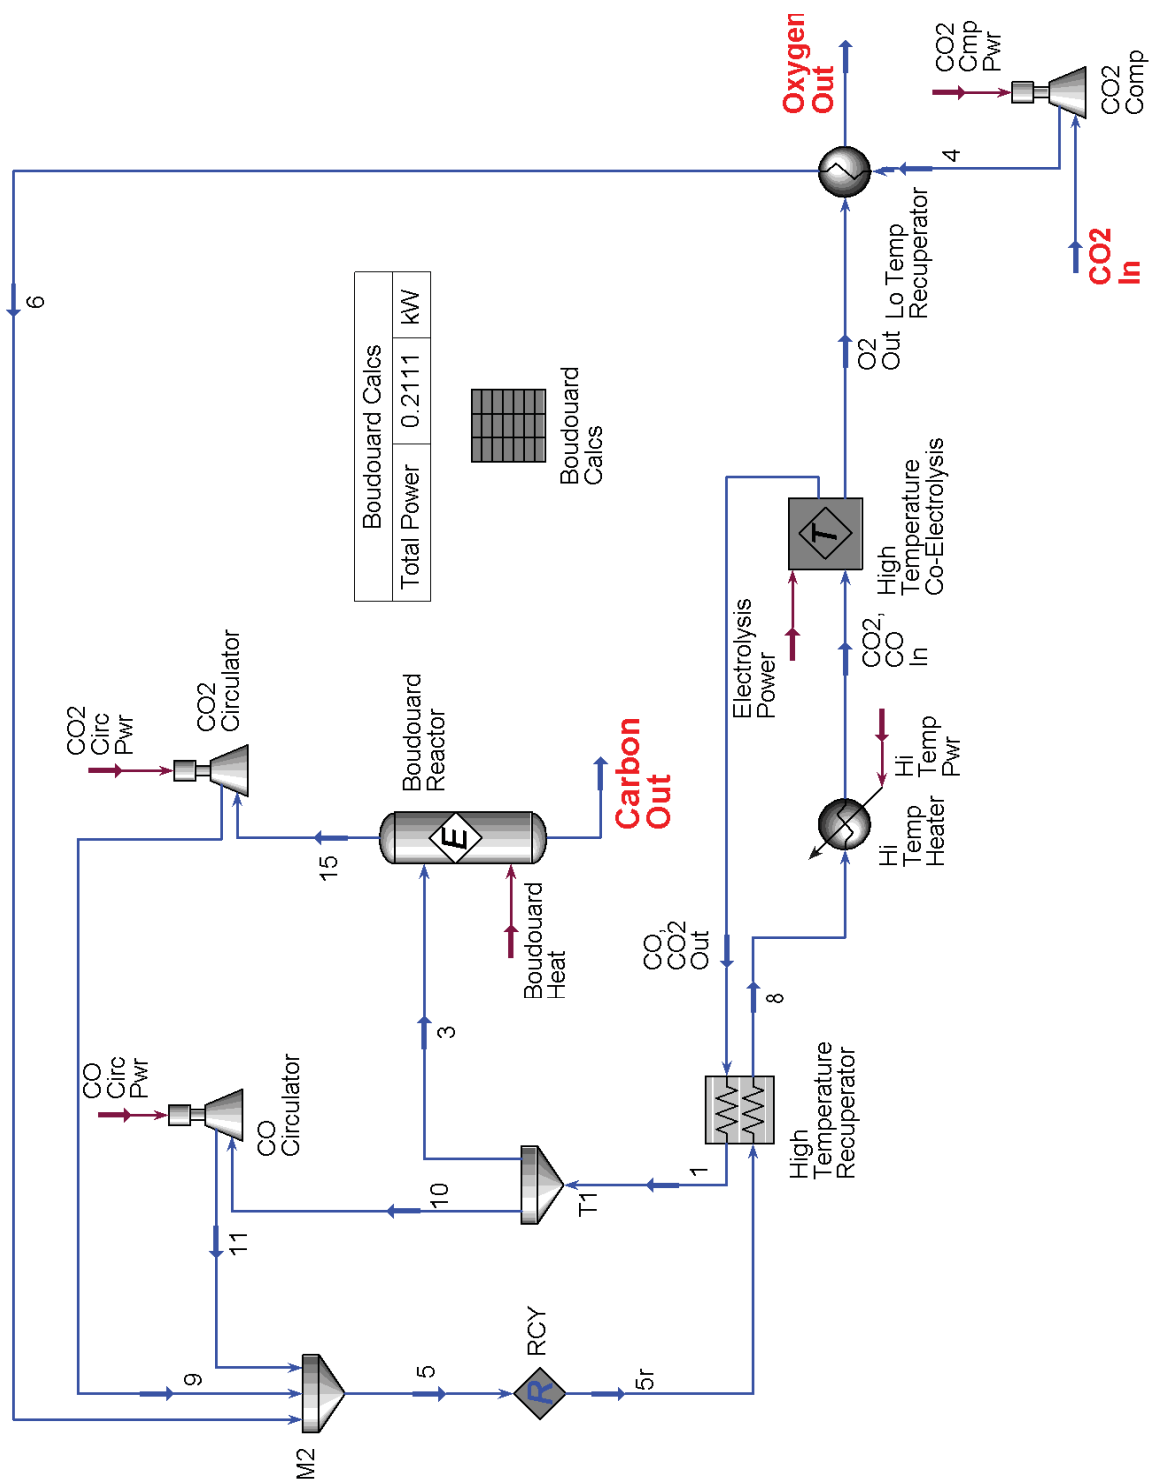 6
Boudouard Calcs
Total Power 0.2111 kW
Boudouard
Calcs
Oxygen
Out
CO2
Cmp
Pwr
CO2
Comp
4
CO2
In
Lo Temp
Recuperator
O2
Out
CO2
Circ
Pwr
CO2
Circulator
15
Boudouard
Reactor
E
Carbon
Out
Boudouard
Heat
3
CO
Circ
Pwr
CO
Circulator
10
11
9
M2
5
RCY
R
5r
T1
1
High
Temperature
Recuperator
CO,
CO2
Out
8
Hi
Temp
Heater
Hi
Temp
Pwr
CO2,
CO
In
Electrolysis
Power
T
High
Temperature
Co-Electrolysis